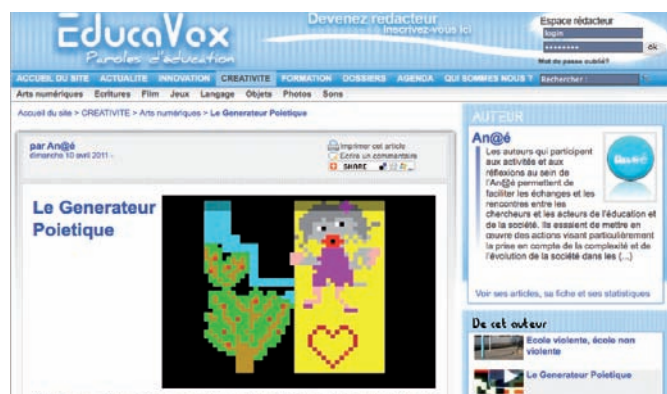 EducaVox
Paroles d'éducation
Devenez redacteur
Inscrivez-vous ici
Espace rédacteur
login
••••••••
ok
Mot de passe oublié?
ACCUEIL DU SITE ACTUALITE INNOVATION CREATIVITE FORMATION DOSSIERS AGENDA QUI SOMMES NOUS ? Rechercher :
Arts numériques Ecritures Film Jeux Langage Objets Photos Sons
Accueil du site > CREATIVITE > Arts numériques > Le Generateur Poietique
par An@é
dimanche 10 avril 2011 -
Imprimer cet article
Ecrire un commentaire
SHARE
Le Generateur
Poietique
AUTEUR
An@é
An@é
Les auteurs qui participent
aux activités et aux
réflexions au sein de
l'An@é permettent de
faciliter les échanges et les
rencontres entre les
chercheurs et les acteurs de l'éducation et
de la société. Ils essaient de mettre en
œuvre des actions visant particulièrement
la prise en compte de la complexité et de
l'évolution de la société dans les (...)
Voir ses articles, sa fiche et ses statistiques
De cet auteur
Ecole violente, école non
violente
Le Generateur Poietique